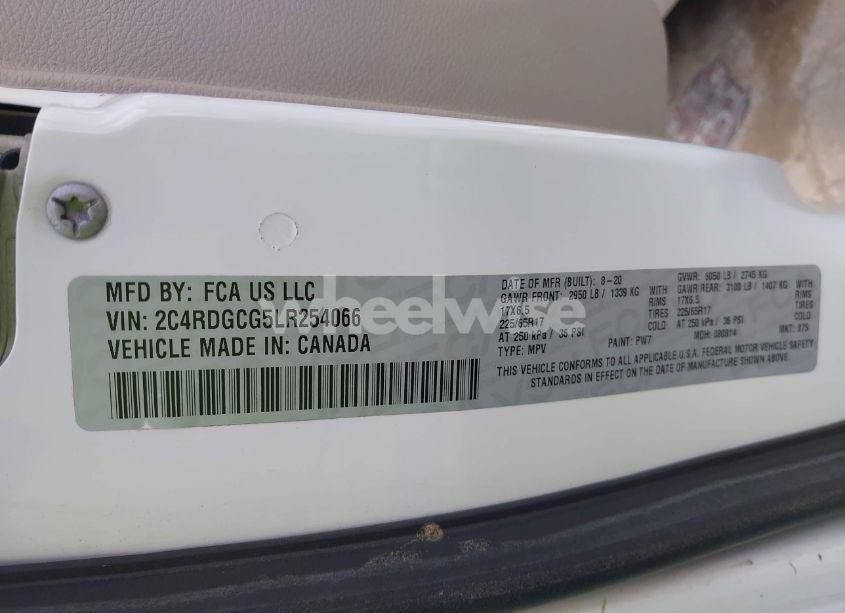 MFD BY: FCA US LLC
VIN: 2C4RDGCG5LR254066
VEHICLE MADE IN: CANADA
DATE OF MFR (BUILT): 8-20
GAWR FRONT: 2950 LB / 1339 KG WITH
17X6.5 RIMS
225/65R17 TIRES
AT 250 kPa / 36 PSI COLD
TYPE: MPV PAINT: PW7
GVWR: 6050 LB / 2745 KG
GAWR REAR: 3100 LB / 1407 KG WITH
17X6.5 RIMS
225/65R17 TIRES
AT 250 kPa / 36 PSI COLD
MDH: 080814 WKT: 875
THIS VEHICLE CONFORMS TO ALL APPLICABLE U.S.A. FEDERAL MOTOR VEHICLE SAFETY
STANDARDS IN EFFECT ON THE DATE OF MANUFACTURE SHOWN ABOVE.
wheelwise